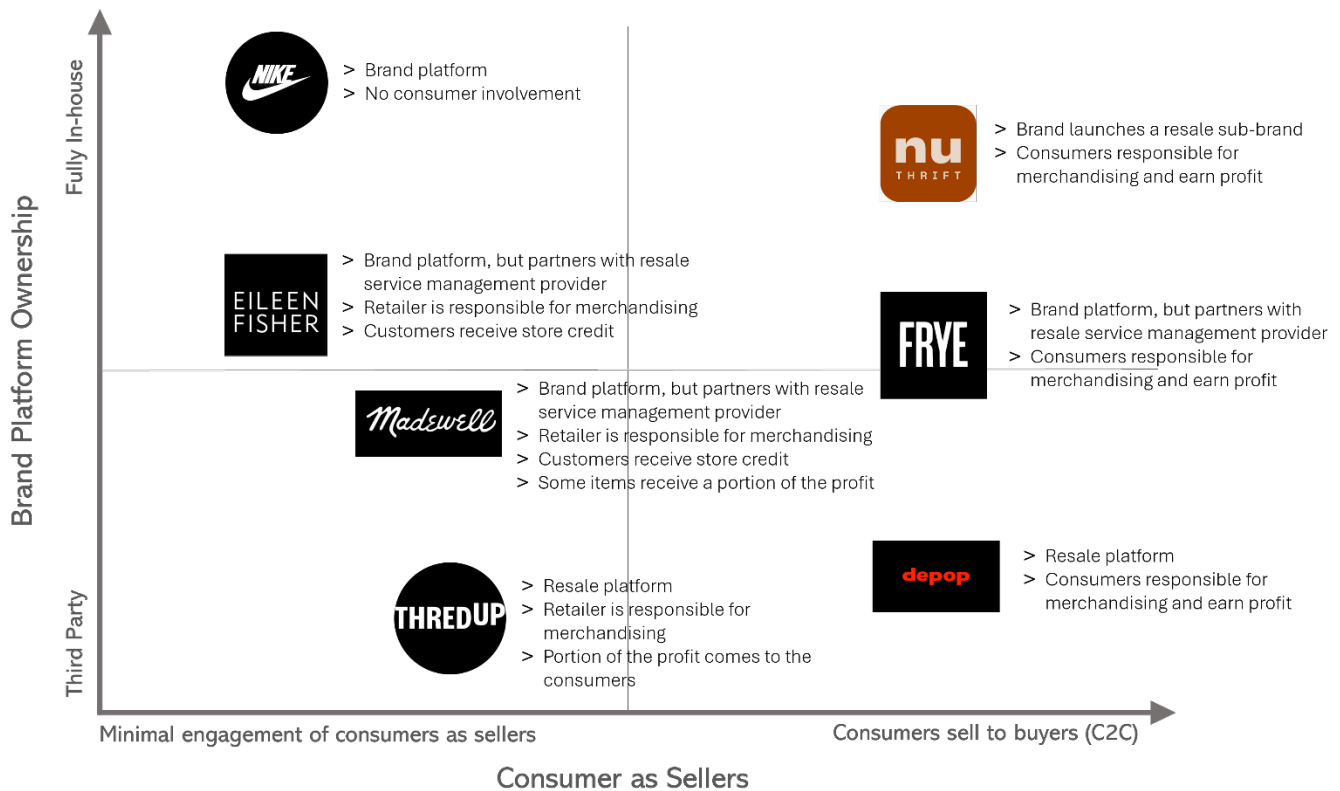 Brand Platform Ownership
Fully In-house
Third Party
NIKE
> Brand platform
> No consumer involvement
nu
THRIFT
> Brand launches a resale sub-brand
> Consumers responsible for
merchandising and earn profit
EILEEN
FISHER
> Brand platform, but partners with resale
service management provider
> Retailer is responsible for merchandising
> Customers receive store credit
FRYE
> Brand platform, but partners with
resale service management provider
> Consumers responsible for
merchandising and earn profit
Madewell
> Brand platform, but partners with resale
service management provider
> Retailer is responsible for merchandising
> Customers receive store credit
> Some items receive a portion of the profit
THREDUP
> Resale platform
> Retailer is responsible for
merchandising
> Portion of the profit comes to the
consumers
depop
> Resale platform
> Consumers responsible for
merchandising and earn profit
Minimal engagement of consumers as sellers
Consumers sell to buyers (C2C)
Consumer as Sellers